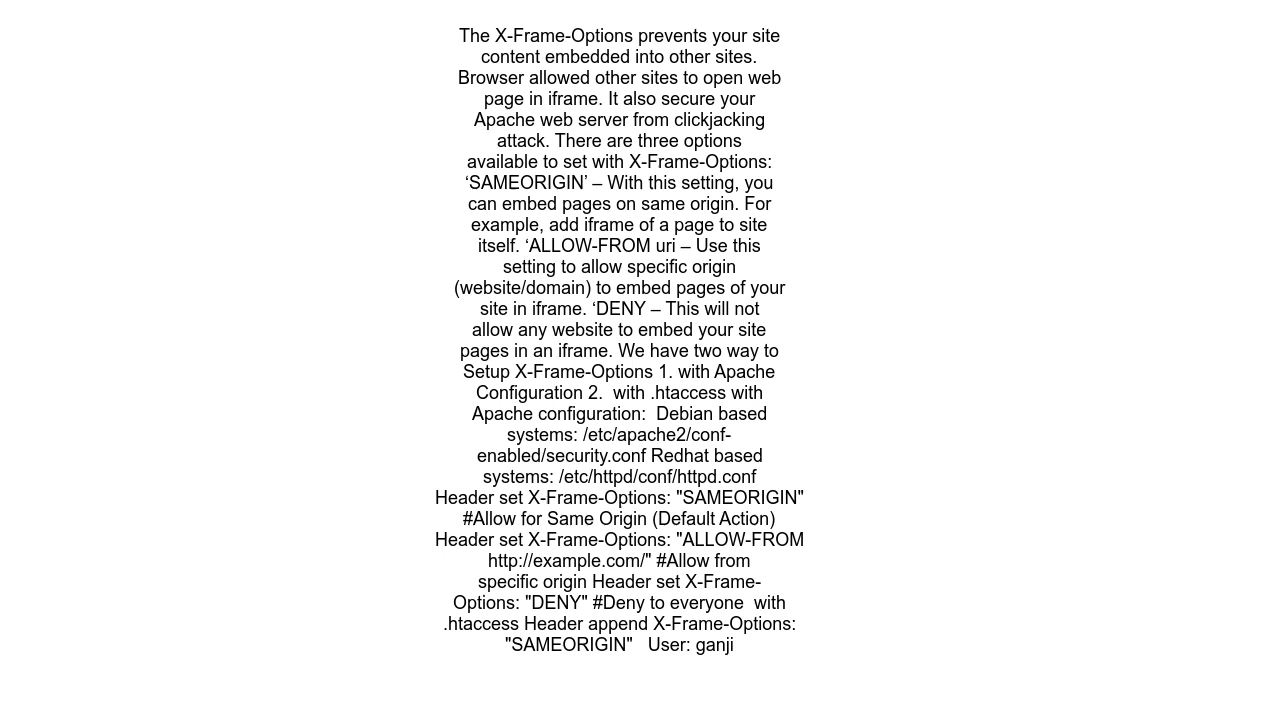 The X-Frame-Options prevents your site
content embedded into other sites.
Browser allowed other sites to open web
page in iframe. It also secure your
Apache web server from clickjacking
attack. There are three options
available to set with X-Frame-Options:
‘SAMEORIGIN’ – With this setting, you
can embed pages on same origin. For
example, add iframe of a page to site
itself. ‘ALLOW-FROM uri – Use this
setting to allow specific origin
(website/domain) to embed pages of your
site in iframe. ‘DENY – This will not
allow any website to embed your site
pages in an iframe. We have two way to
Setup X-Frame-Options 1. with Apache
Configuration 2.  with .htaccess with
Apache configuration:  Debian based
systems: /etc/apache2/conf-
enabled/security.conf Redhat based
systems: /etc/httpd/conf/httpd.conf
Header set X-Frame-Options: "SAMEORIGIN"
#Allow for Same Origin (Default Action)
Header set X-Frame-Options: "ALLOW-FROM
http://example.com/" #Allow from
specific origin Header set X-Frame-
Options: "DENY" #Deny to everyone  with
.htaccess Header append X-Frame-Options:
"SAMEORIGIN"   User: ganji